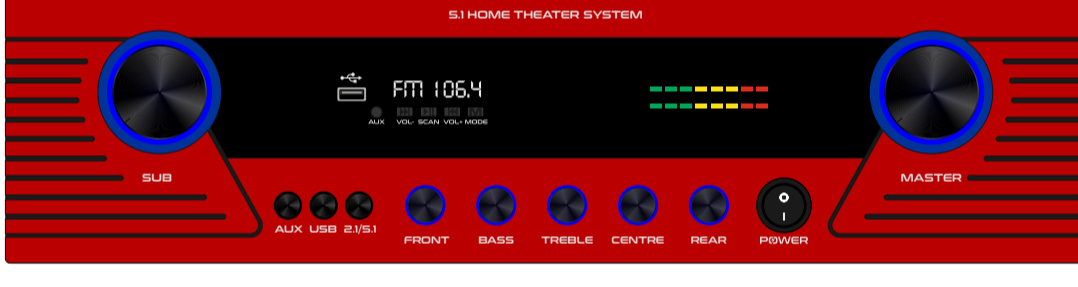 5.1 HOME THEATER SYSTEM
FM 106.4
AUX VOL- SCAN VOL+ MODE
SUB
MASTER
AUX USB 2.1/5.1
FRONT BASS TREBLE CENTRE REAR POWER